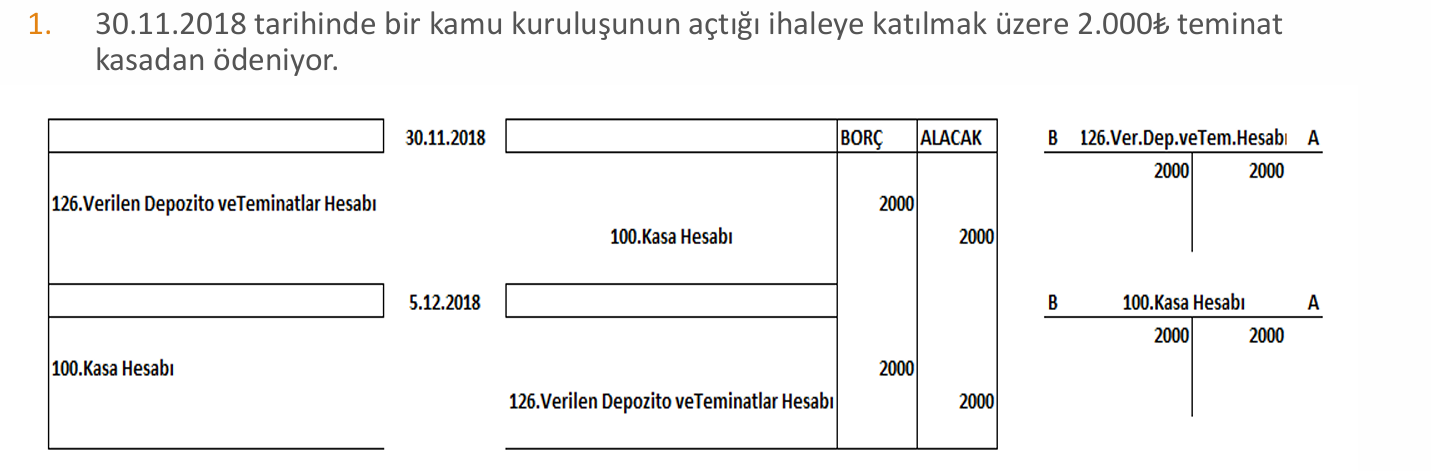 1. 30.11.2018 tarihinde bir kamu kuruluşunun açtığı ihaleye katılmak üzere 2.000₺ teminat
kasadan ödeniyor.
30.11.2018 BORÇ ALACAK
126.Verilen Depozito veTeminatlar Hesabı 2000
100.Kasa Hesabı 2000
5.12.2018
100.Kasa Hesabı 2000
126.Verilen Depozito veTeminatlar Hesabı 2000
B 126.Ver.Dep.veTem.Hesabı A
2000 2000
B 100.Kasa Hesabı A
2000 2000